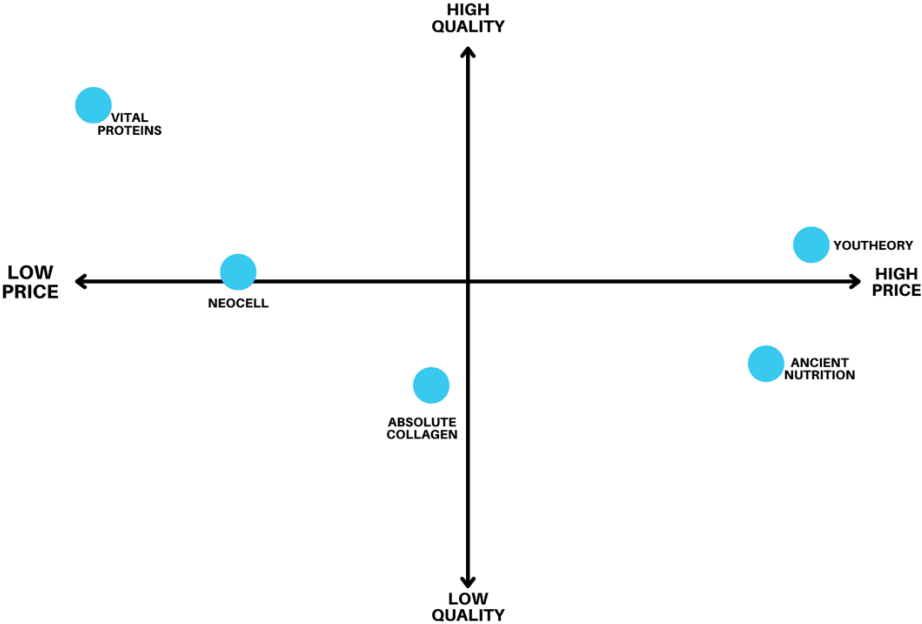 HIGH
QUALITY
VITAL
PROTEINS
YOUTHEORY
LOW
PRICE
HIGH
PRICE
NEOCELL
ANCIENT
NUTRITION
ABSOLUTE
COLLAGEN
LOW
QUALITY